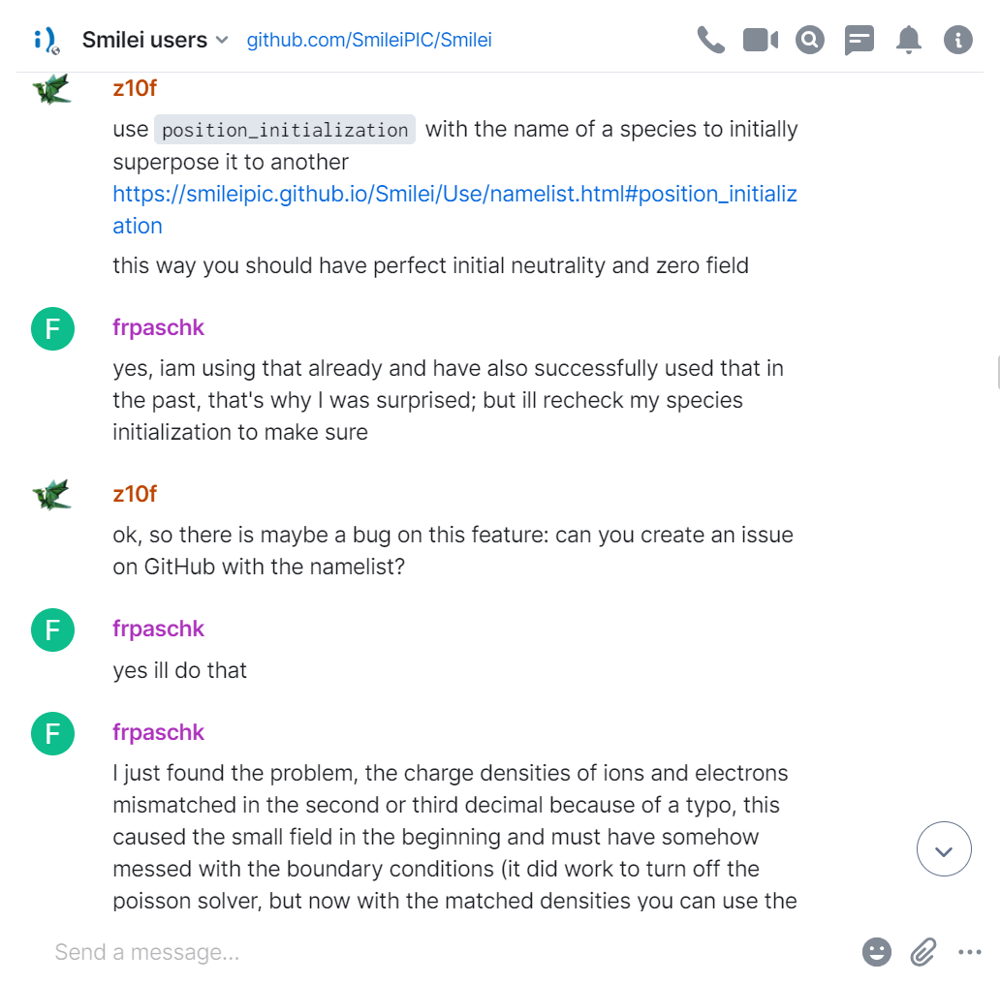 Smilei users github.com/SmileiPIC/Smilei
z10f
use position_initialization with the name of a species to initially
superpose it to another
https://smileipic.github.io/Smilei/Use/namelist.html#position_initializ
ation
this way you should have perfect initial neutrality and zero field
F
frpaschk
yes, iam using that already and have also successfully used that in
the past, that's why I was surprised; but ill recheck my species
initialization to make sure
z10f
ok, so there is maybe a bug on this feature: can you create an issue
on GitHub with the namelist?
F
frpaschk
yes ill do that
F
frpaschk
I just found the problem, the charge densities of ions and electrons
mismatched in the second or third decimal because of a typo, this
caused the small field in the beginning and must have somehow
messed with the boundary conditions (it did work to turn off the
poisson solver, but now with the matched densities you can use the
Send a message...